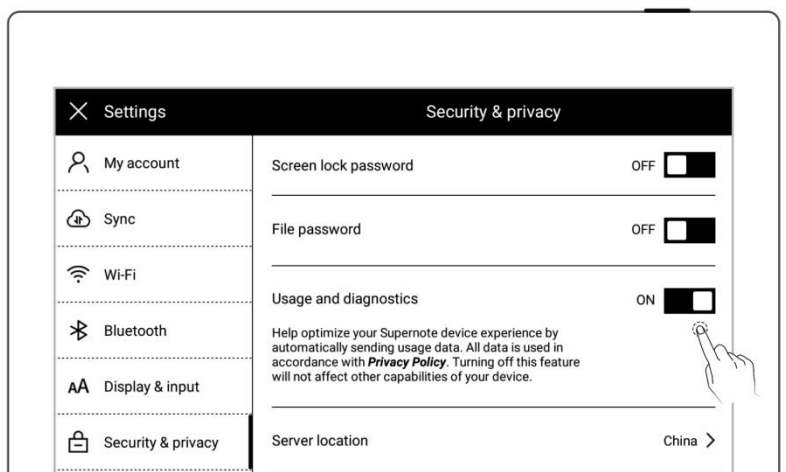 Settings
Security & privacy
My account
Sync
Wi-Fi
Bluetooth
AA Display & input
Security & privacy
Screen lock password OFF
File password OFF
Usage and diagnostics ON
Help optimize your Supernote device experience by
automatically sending usage data. All data is used in
accordance with Privacy Policy. Turning off this feature
will not affect other capabilities of your device.
Server location China